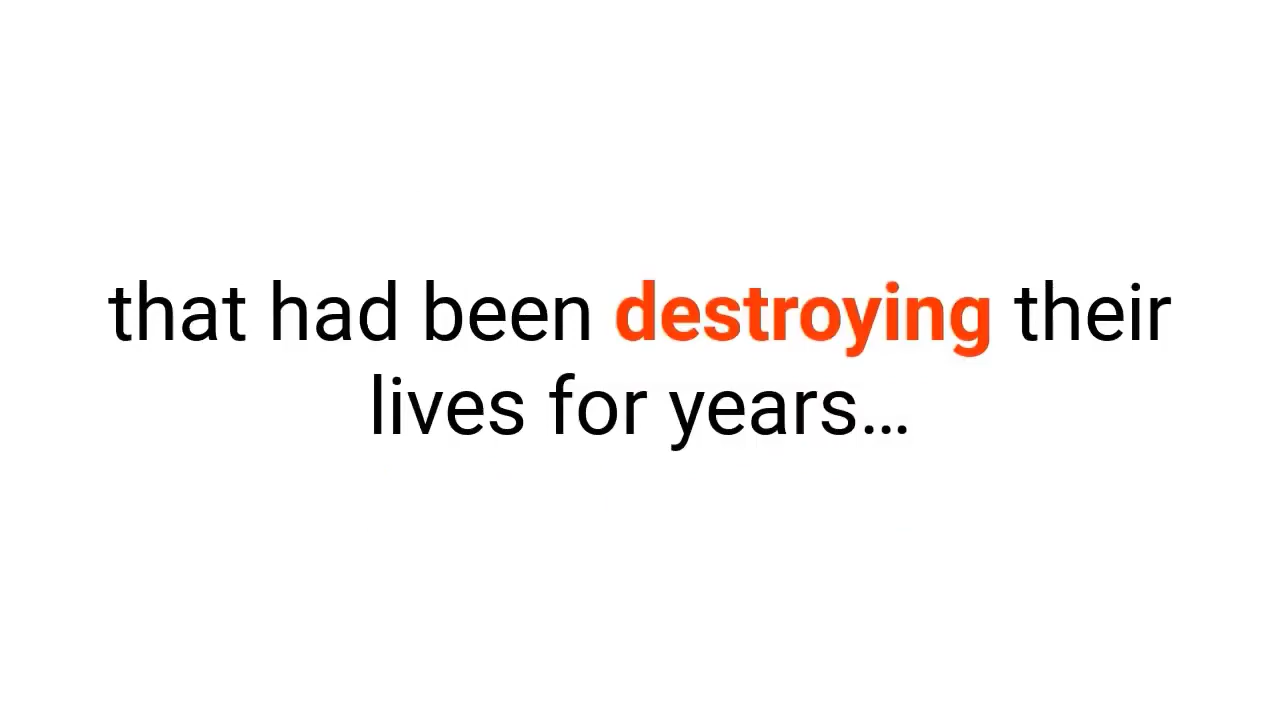 that had been destroying their
lives for years…